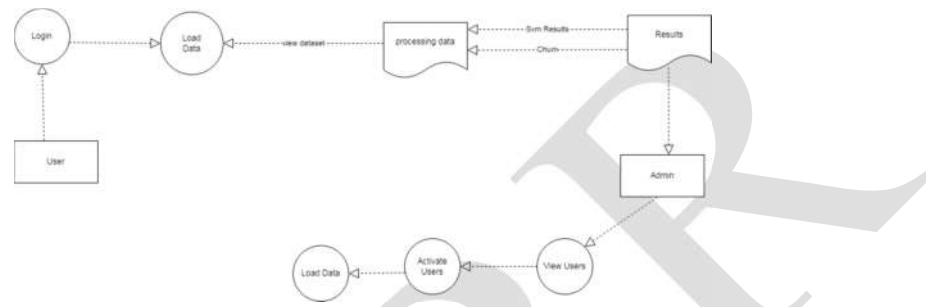 Login
Load
Data
view dataset
processing data
Svm Results
Churn
Results
User
Admin
Load Data
Activate
Users
View Users